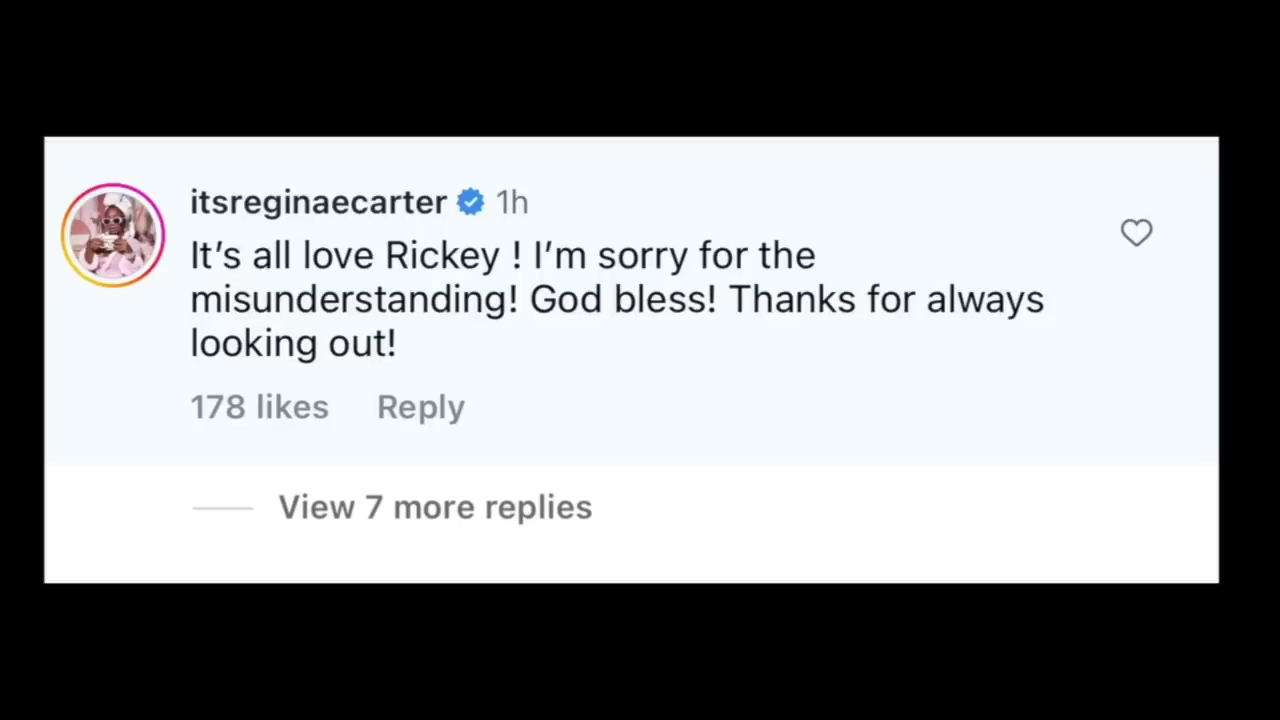 itsreginaecarter 1h
It’s all love Rickey ! I’m sorry for the
misunderstanding! God bless! Thanks for always
looking out!
178 likes Reply
View 7 more replies